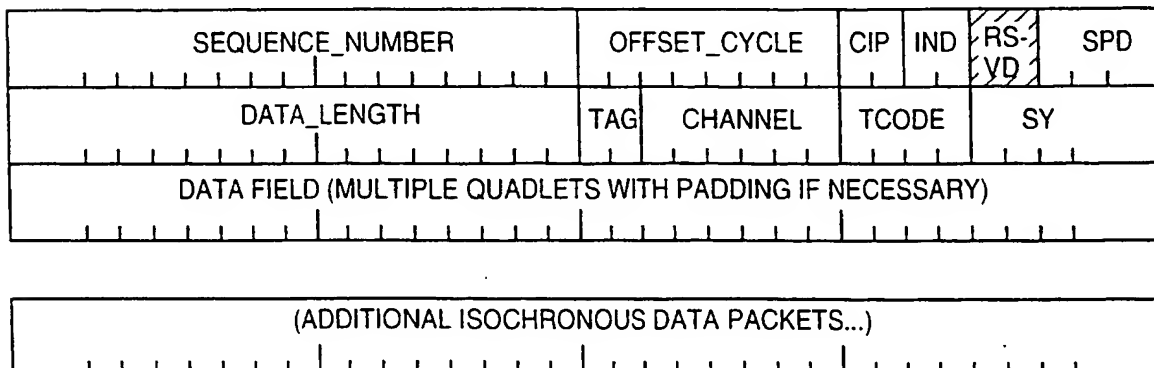 SEQUENCE_NUMBER OFFSET_CYCLE CIP IND RS-VD SPD
DATA_LENGTH TAG CHANNEL TCODE SY
DATA FIELD (MULTIPLE QUADLETS WITH PADDING IF NECESSARY)
(ADDITIONAL ISOCHRONOUS DATA PACKETS...)